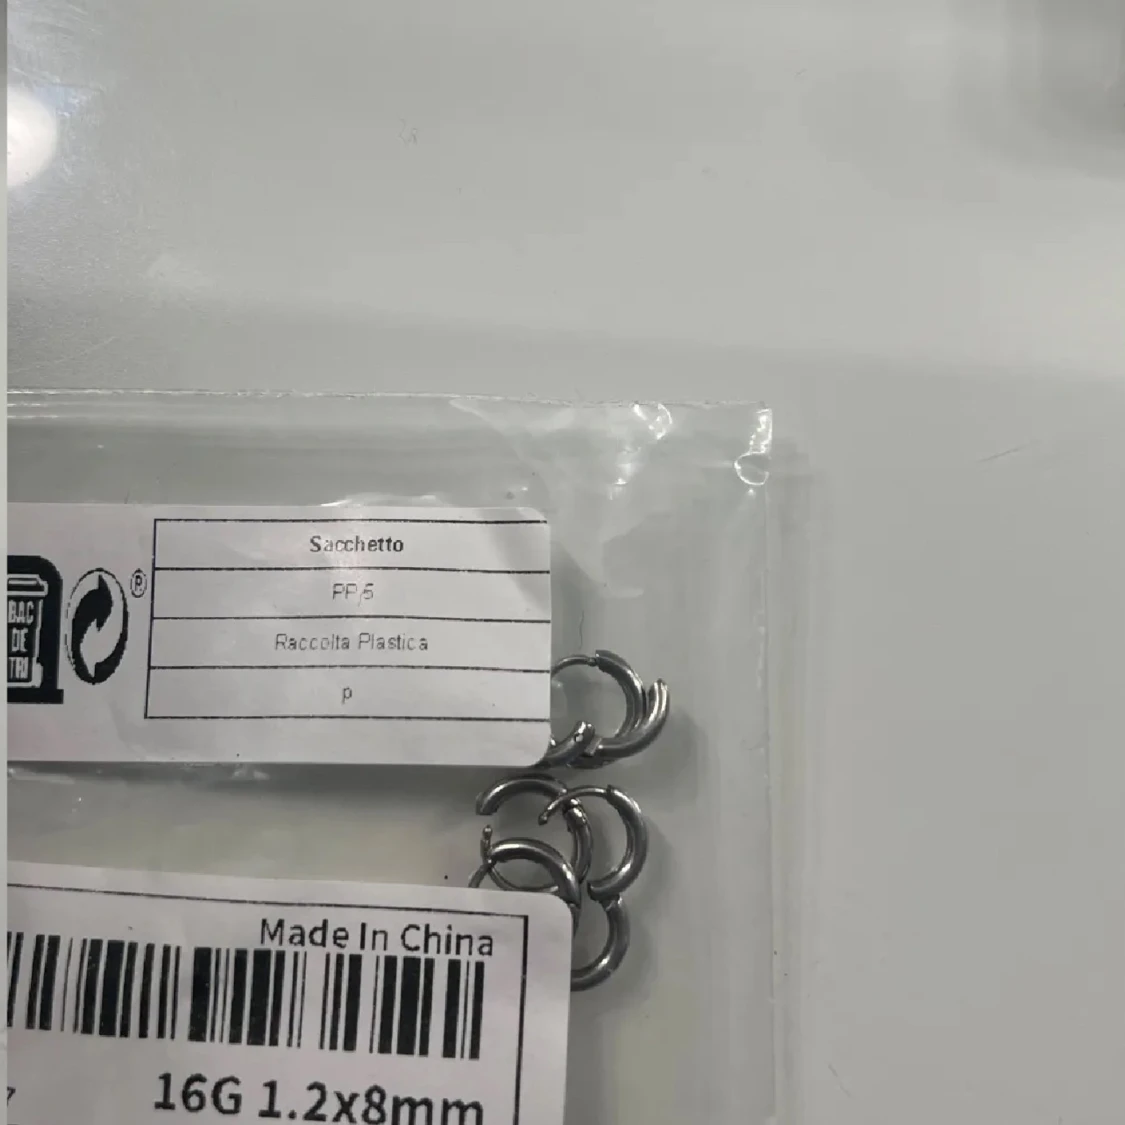 Sacchetto
PP,5
Raccolta Plastica
p
BAC
DE
TRI
®
Made In China
16G 1.2x8mm